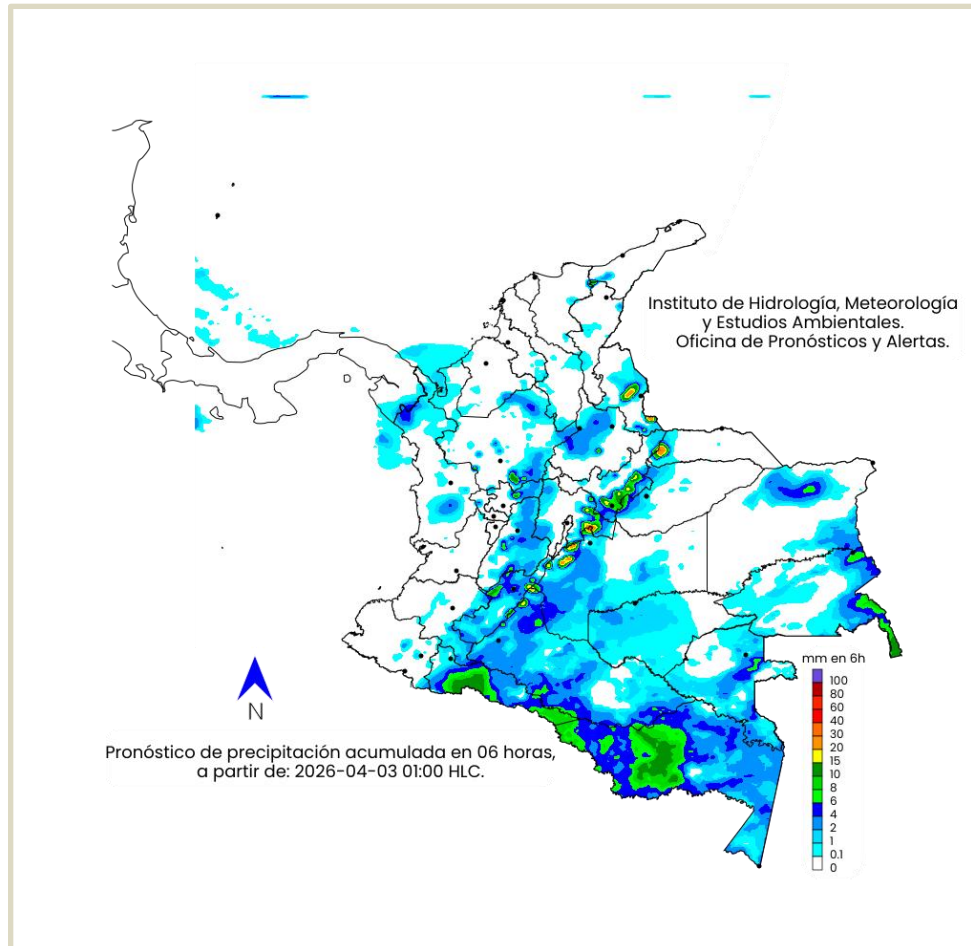 Instituto de Hidrología, Meteorología
y Estudios Ambientales.
Oficina de Pronósticos y Alertas.
mm en 6h
100
80
60
40
30
20
15
10
8
6
4
2
1
0.1
0
N
Pronóstico de precipitación acumulada en 06 horas,
a partir de: 2026-04-03 01:00 HLC.